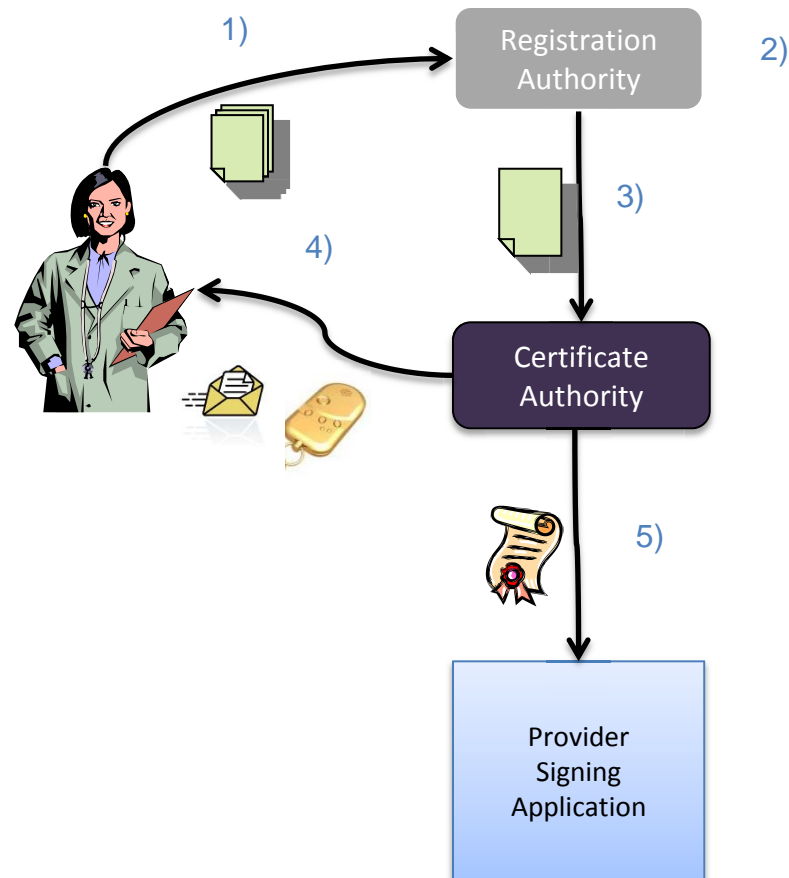 1)
Registration
Authority
2)
3)
4)
Certificate
Authority
5)
Provider
Signing
Application